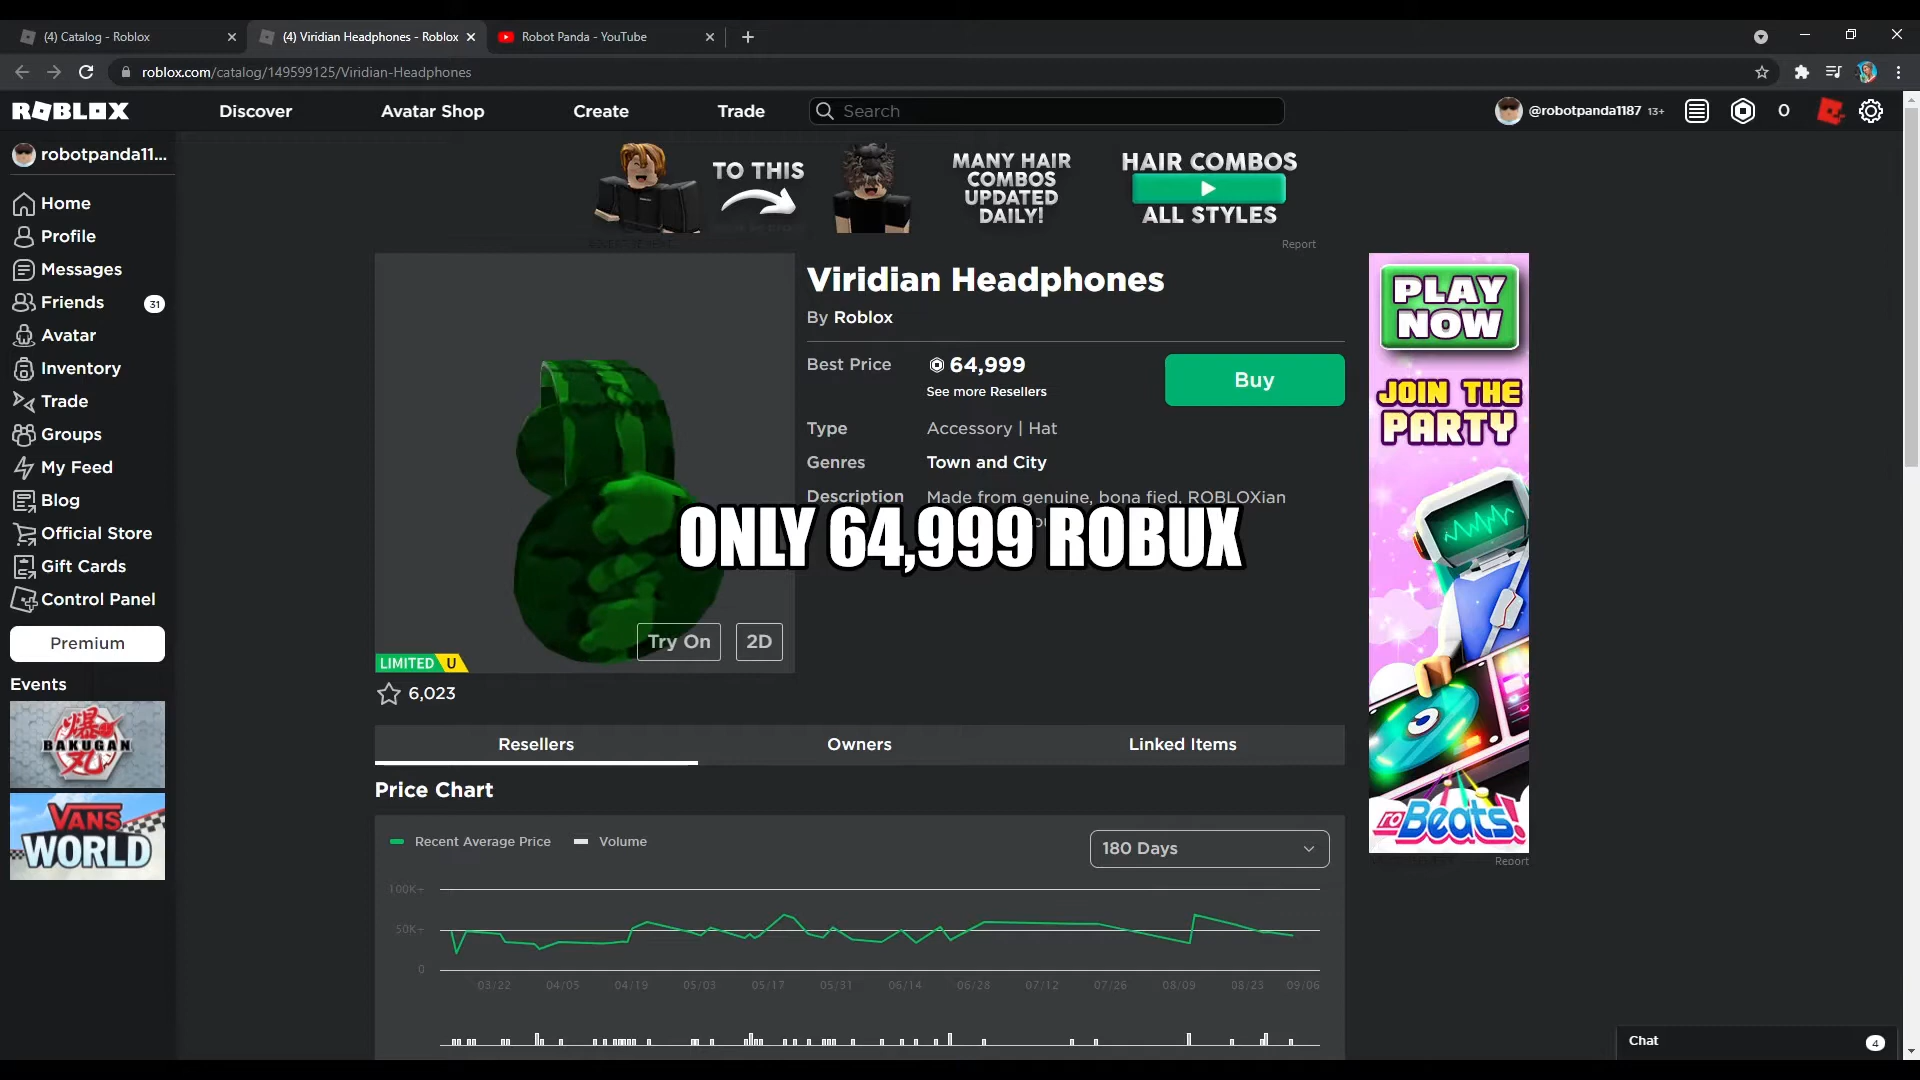 (4) Catalog - Roblox
(4) Viridian Headphones - Roblox
Robot Panda - YouTube
roblox.com/catalog/149599125/Viridian-Headphones
ROBLOX
Discover
Avatar Shop
Create
Trade
Search
@robotpanda1187 13+
0
robotpanda11...
Home
Profile
Messages
Friends
31
Avatar
Inventory
Trade
Groups
My Feed
Blog
Official Store
Gift Cards
Control Panel
Premium
Events
BAKUGAN
VANS
WORLD
TO THIS
MANY HAIR
COMBOS
UPDATED
DAILY!
HAIR COMBOS
ALL STYLES
Report
Viridian Headphones
By Roblox
Best Price
64,999
See more Resellers
Buy
Type
Accessory | Hat
Genres
Town and City
Description
Made from genuine, bona fied, ROBLOXian
ONLY 64,999 ROBUX
Try On
2D
LIMITED U
6,023
Resellers
Owners
Linked Items
Price Chart
Recent Average Price
Volume
180 Days
100K+
50K+
0
03/22
04/05
04/19
05/03
05/17
05/31
06/14
06/28
07/12
07/26
08/09
08/23
09/06
PLAY
NOW
JOIN THE
PARTY
roBeats!
Report
Chat
4